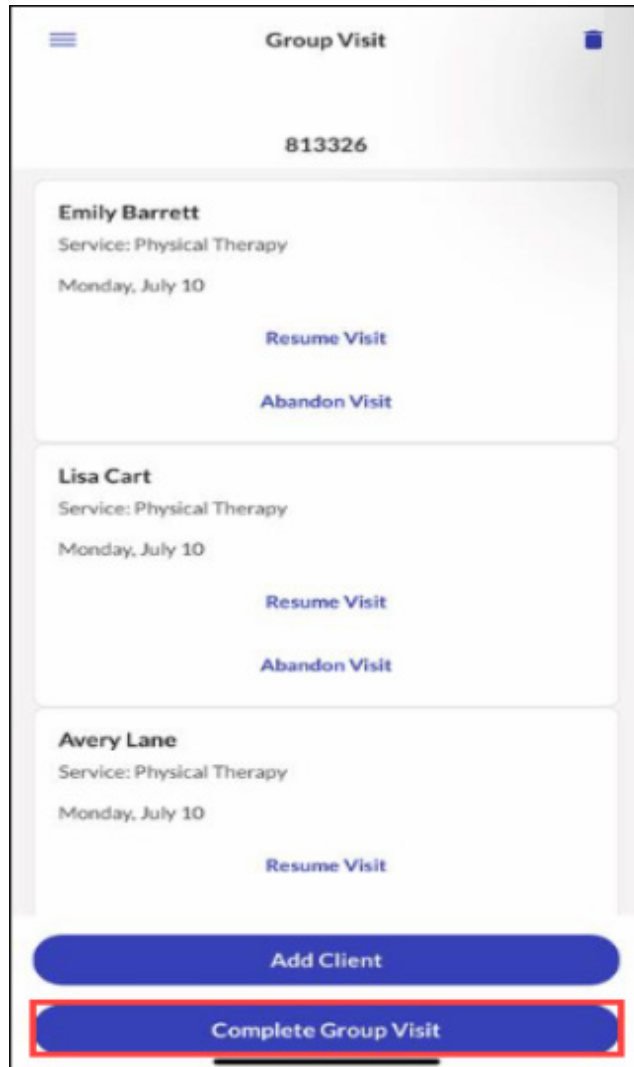 Group Visit
813326
Emily Barrett
Service: Physical Therapy
Monday, July 10
Resume Visit
Abandon Visit
Lisa Cart
Service: Physical Therapy
Monday, July 10
Resume Visit
Abandon Visit
Avery Lane
Service: Physical Therapy
Monday, July 10
Resume Visit
Add Client
Complete Group Visit